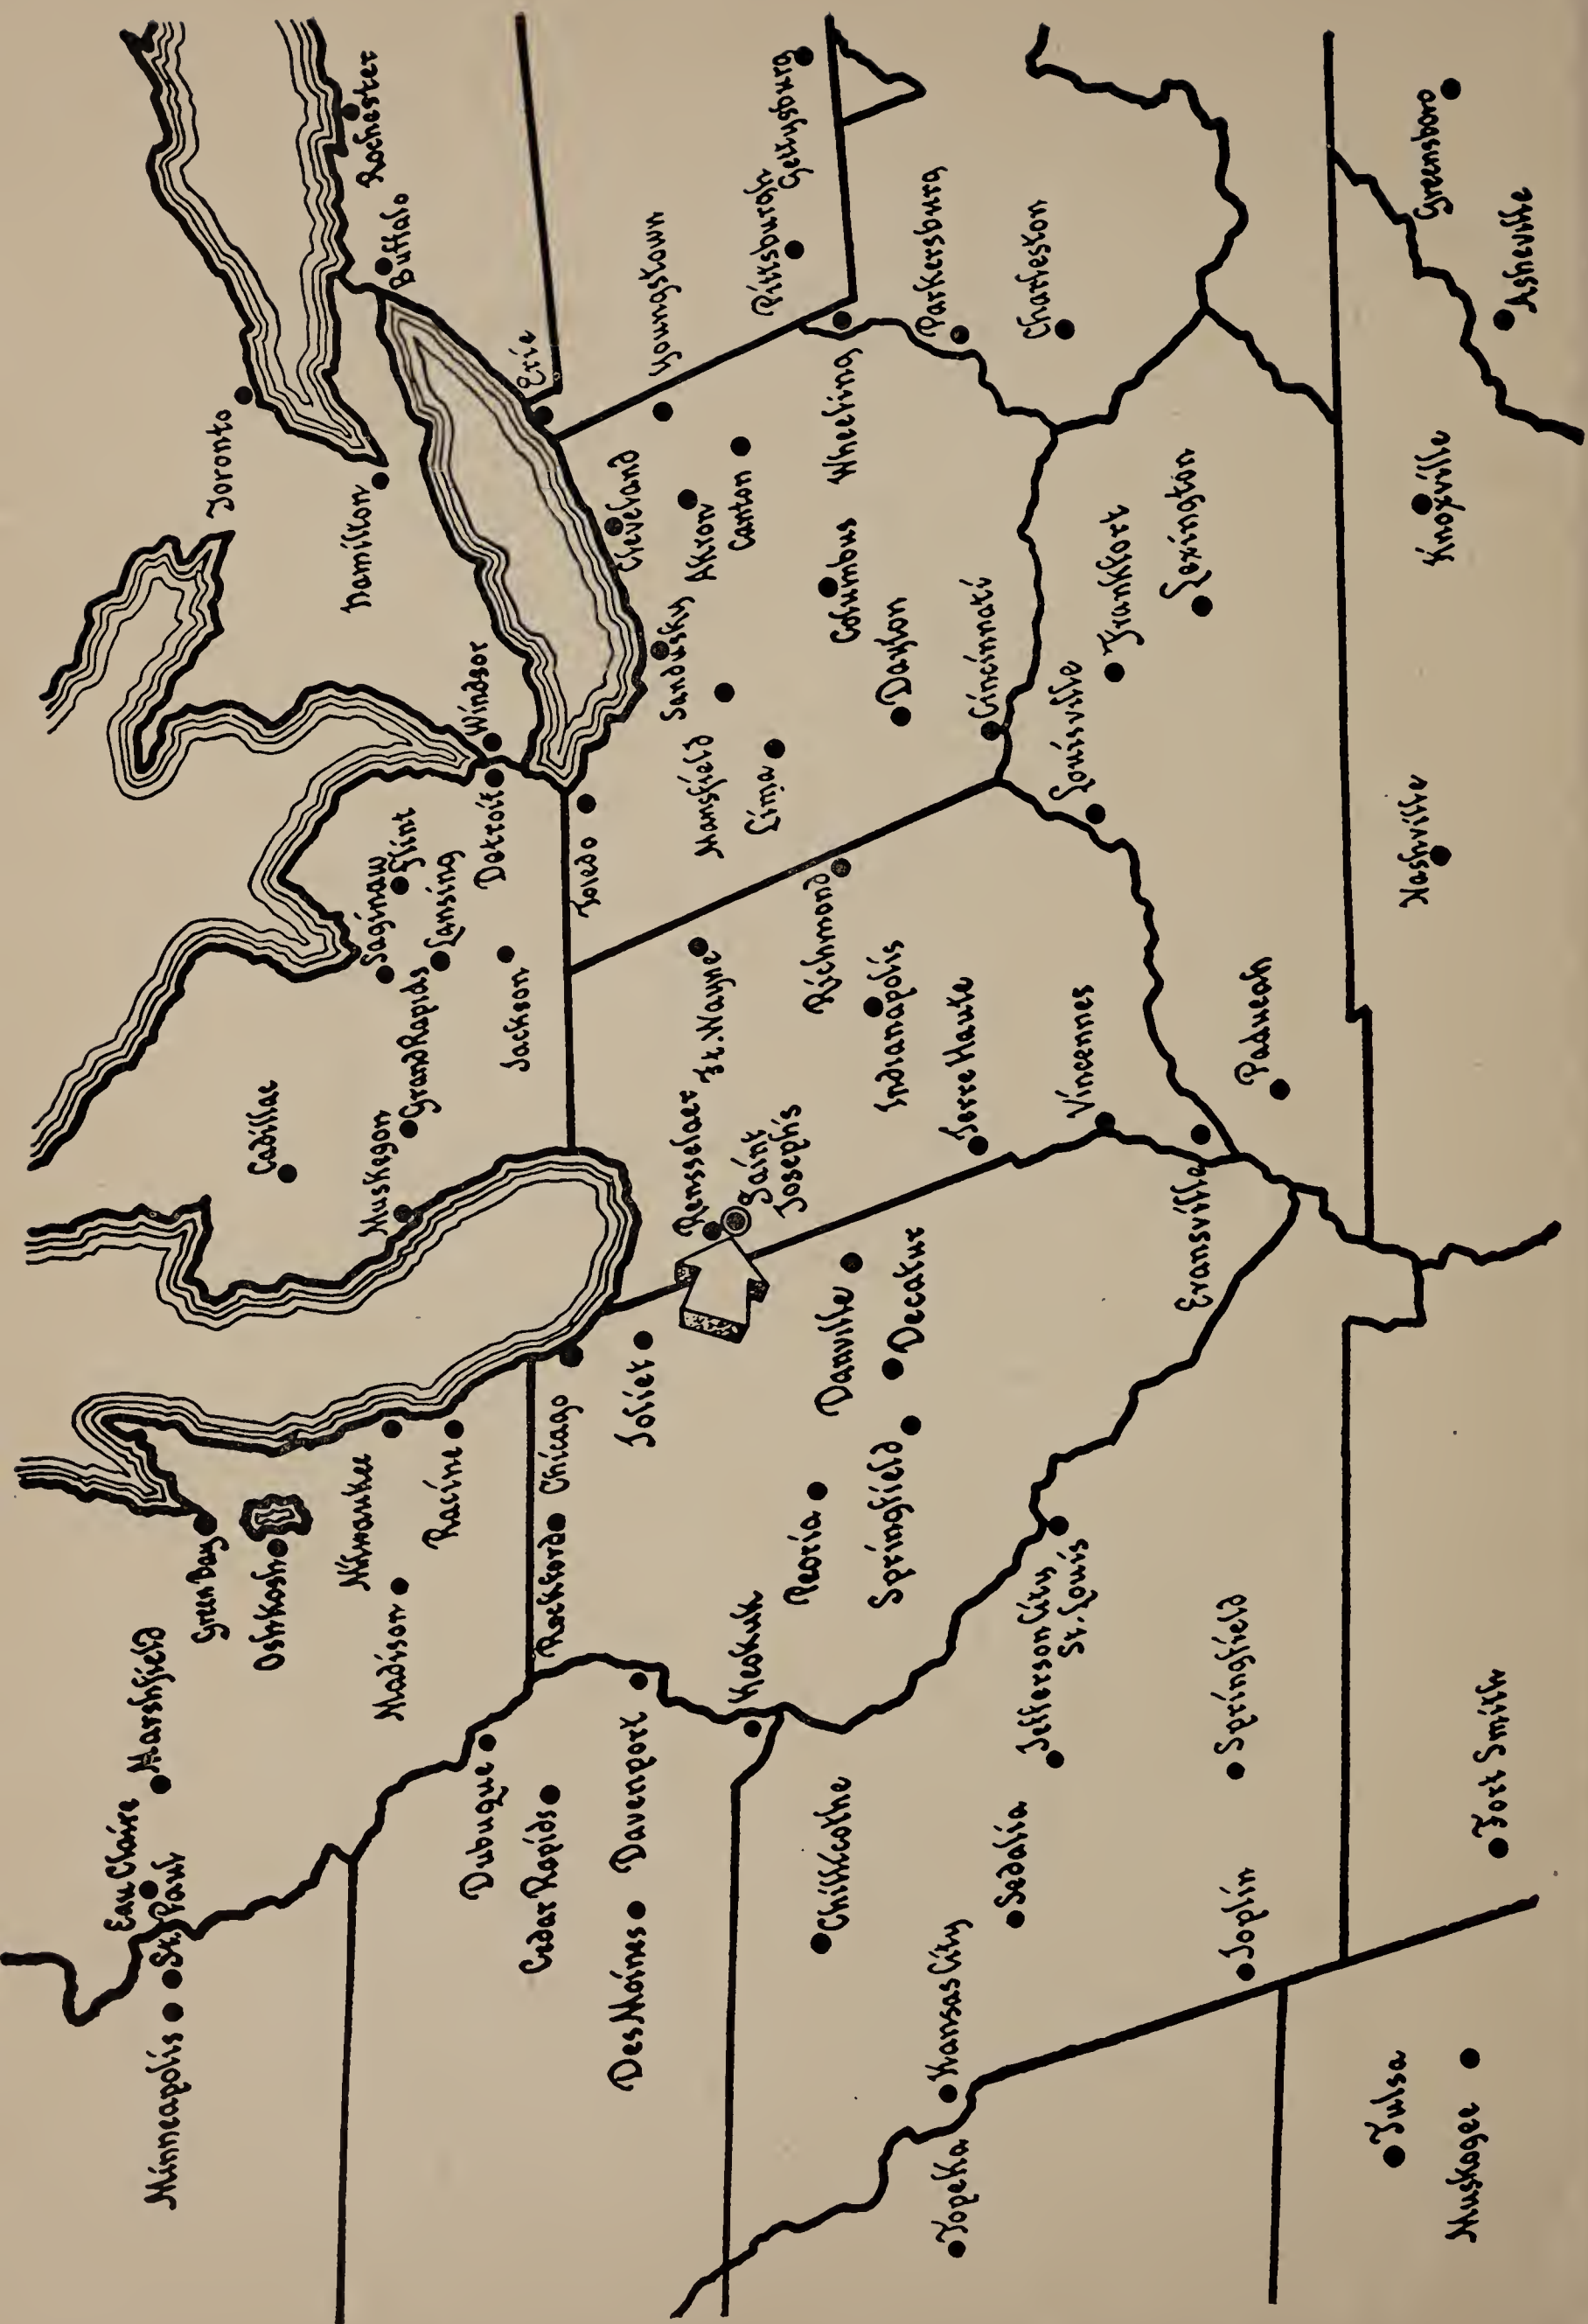 Minneapolis
St. Paul
Eau Claire
Marshfield
Green Bay
Oshkosh
Milwaukee
Madison
Racine
Cadillac
Muskegon
Grand Rapids
Saginaw
Flint
Lansing
Jackson
Detroit
Windsor
Toronto
Hamilton
Buffalo
Rochester
Dubuque
Cedar Rapids
Des Moines
Davenport
Rockford
Chicago
Joliet
Keokuk
Peoria
Springfield
Danville
Decatur
Rensselaer
Saint
Joseph's
Ft. Wayne
Toledo
Mansfield
Lima
Sandusky
Cleveland
Akron
Canton
Erie
Youngstown
Pittsburgh
Gettysburg
Richmond
Indianapolis
Terre Haute
Vincennes
Evansville
Columbus
Dayton
Cincinnati
Wheeling
Parkersburg
Charleston
Louisville
Frankfort
Lexington
Paducah
Chillicothe
Kansas City
Topeka
Sedalia
Jefferson City
St. Louis
Springfield
Joplin
Tulsa
Muskogee
Fort Smith
Nashville
Knoxville
Asheville
Greensboro